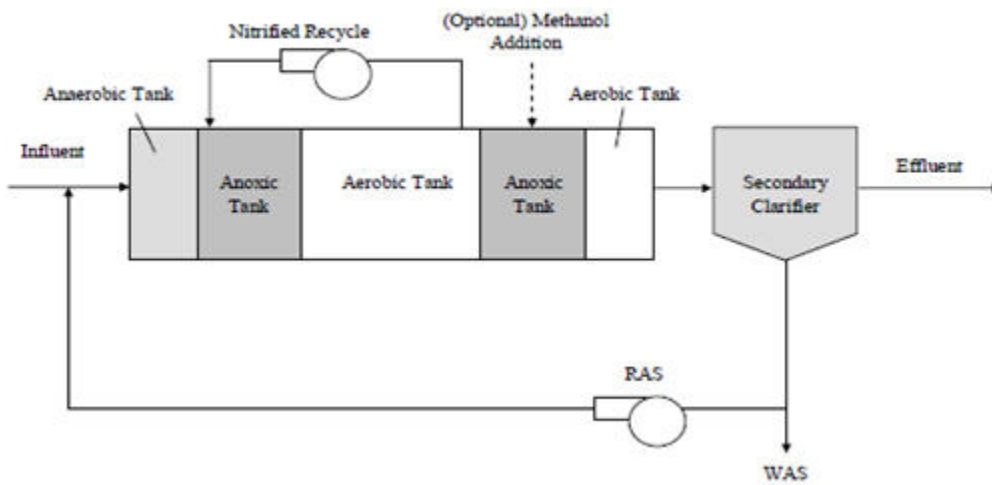 (Optional) Methanol
Addition
Nitrified Recycle
Anaerobic Tank
Aerobic Tank
Influent
Anoxic
Tank
Aerobic Tank
Anoxic
Tank
Secondary
Clarifier
Effluent
RAS
WAS